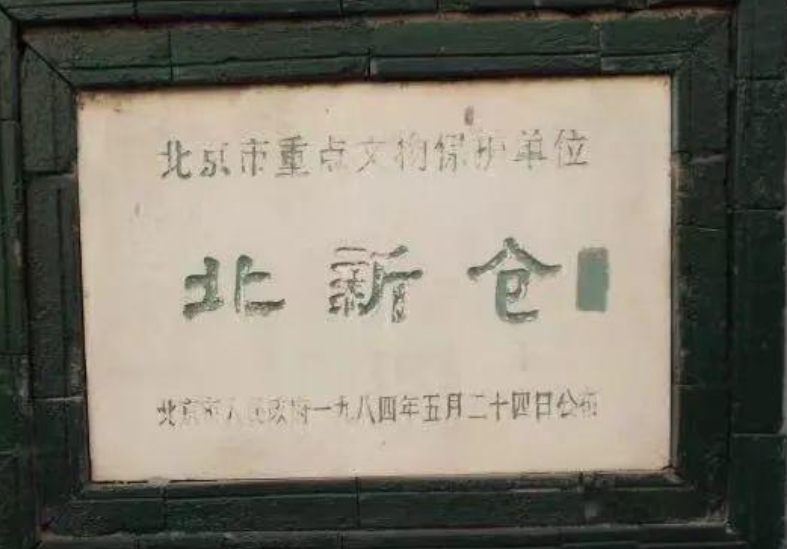 北京市重点文物保护单位
北新仓
北京市人民政府一九八四年五月二十四日公布